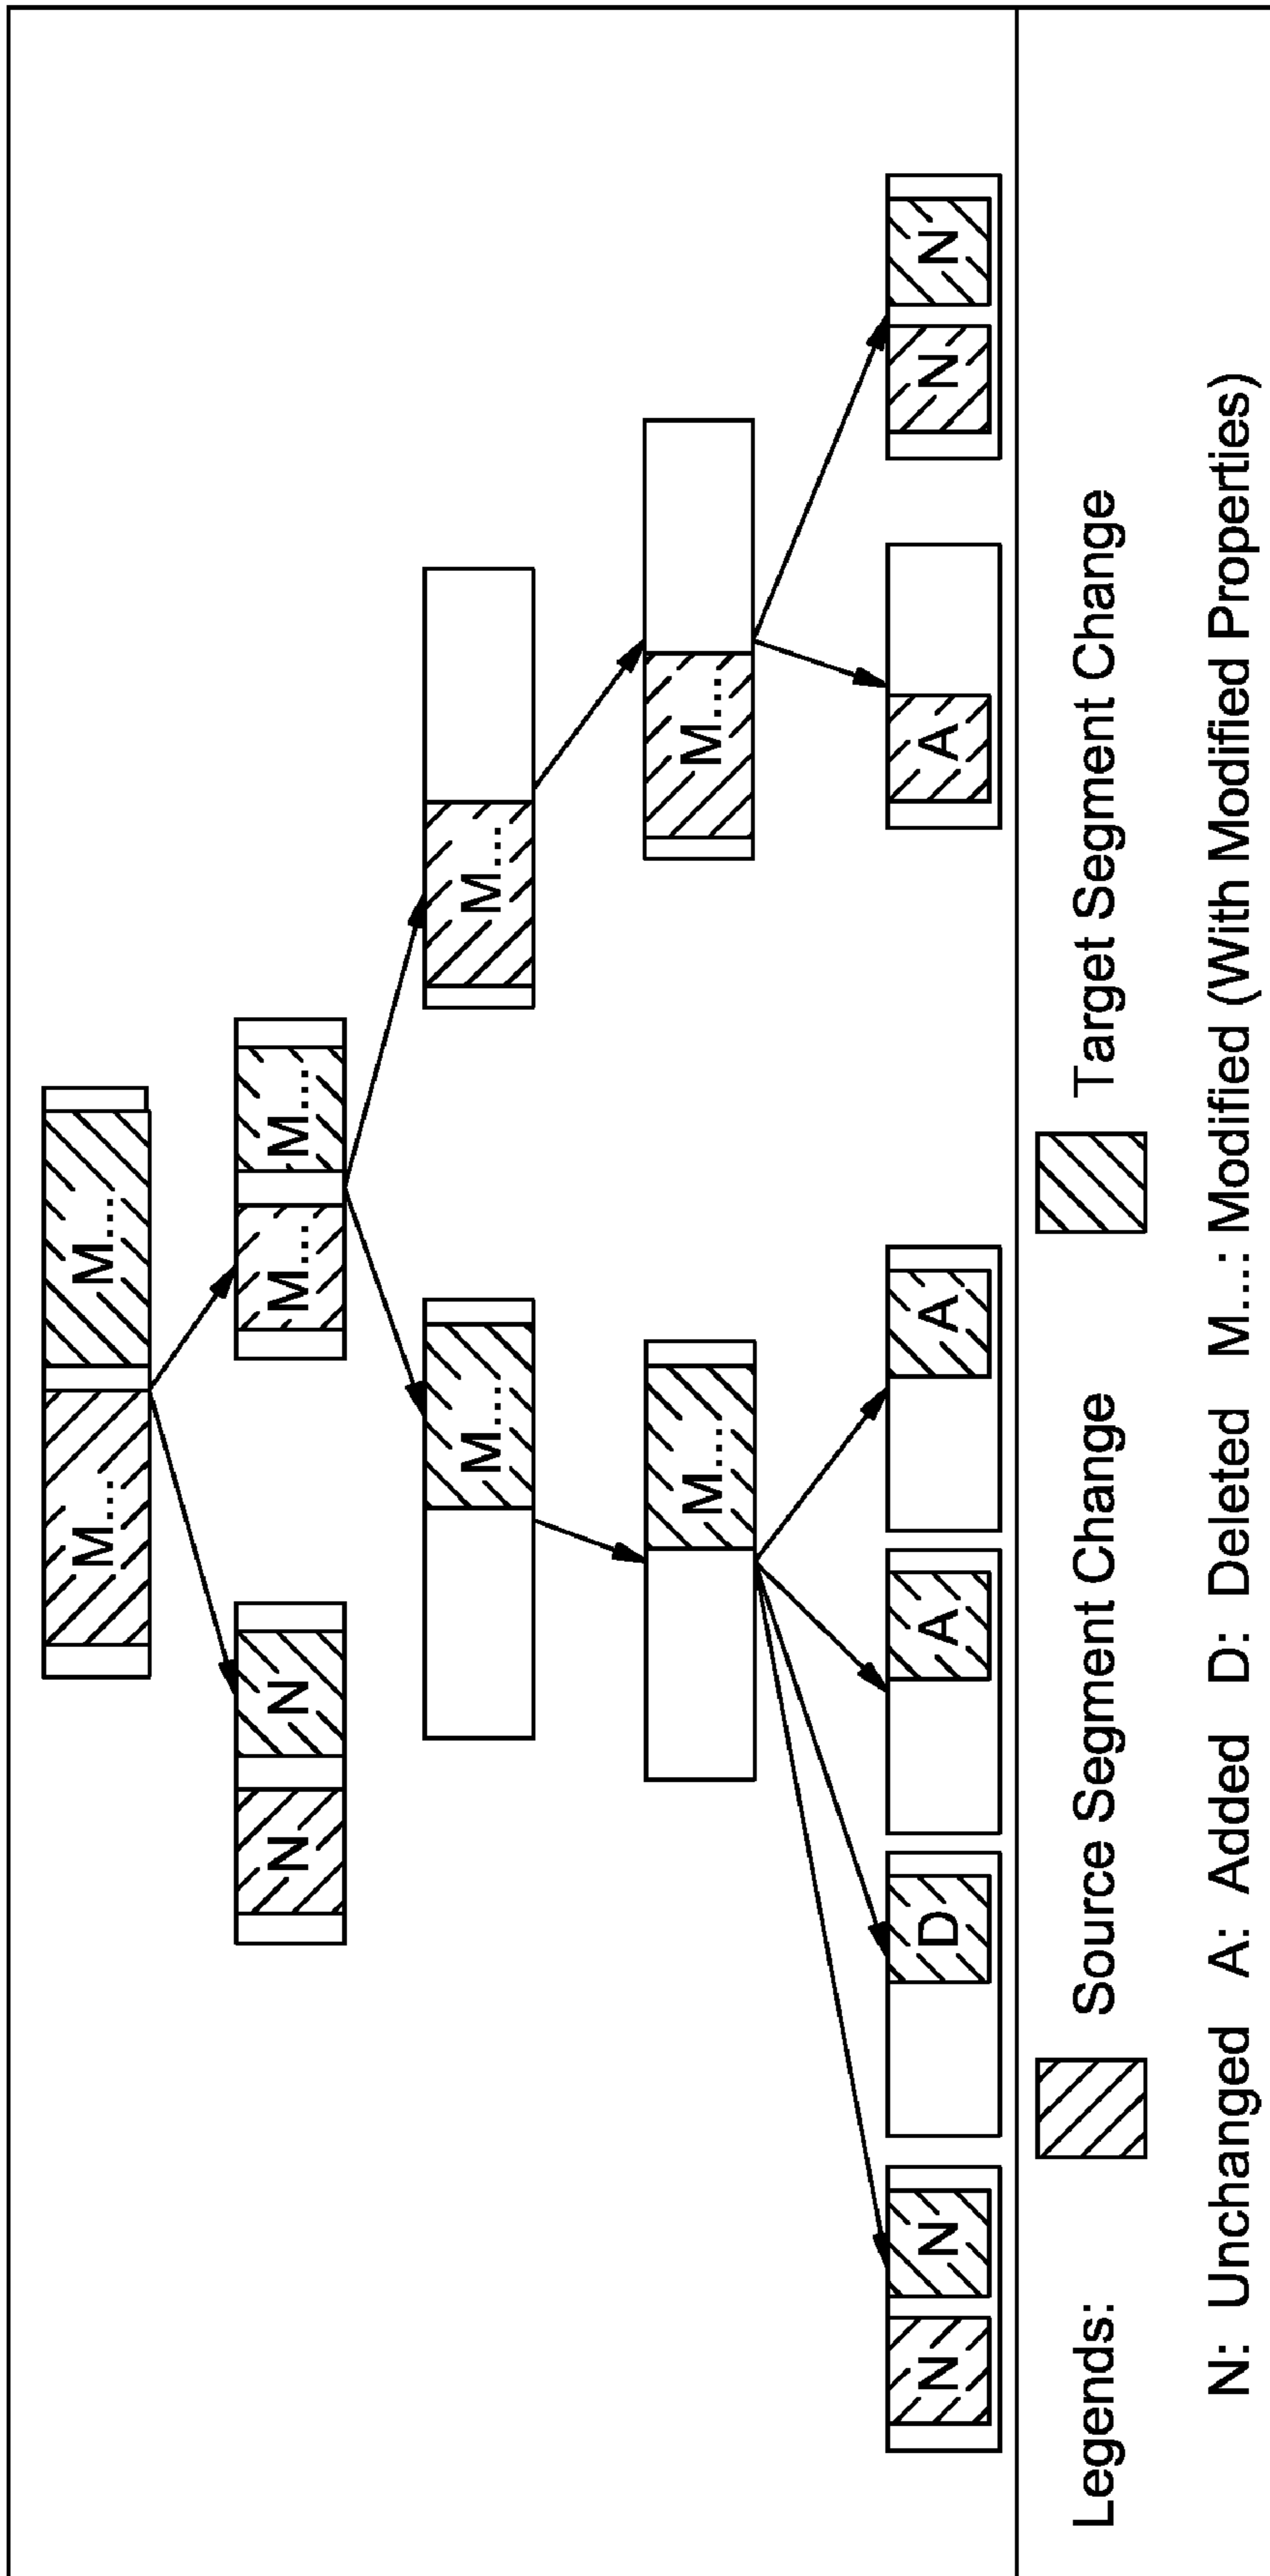 M... M...
N N M.... M....
M.... M...
M.... M....
N N D A A A N N
Legends: Source Segment Change Target Segment Change
N: Unchanged A: Added D: Deleted M...: Modified (With Modified Properties)